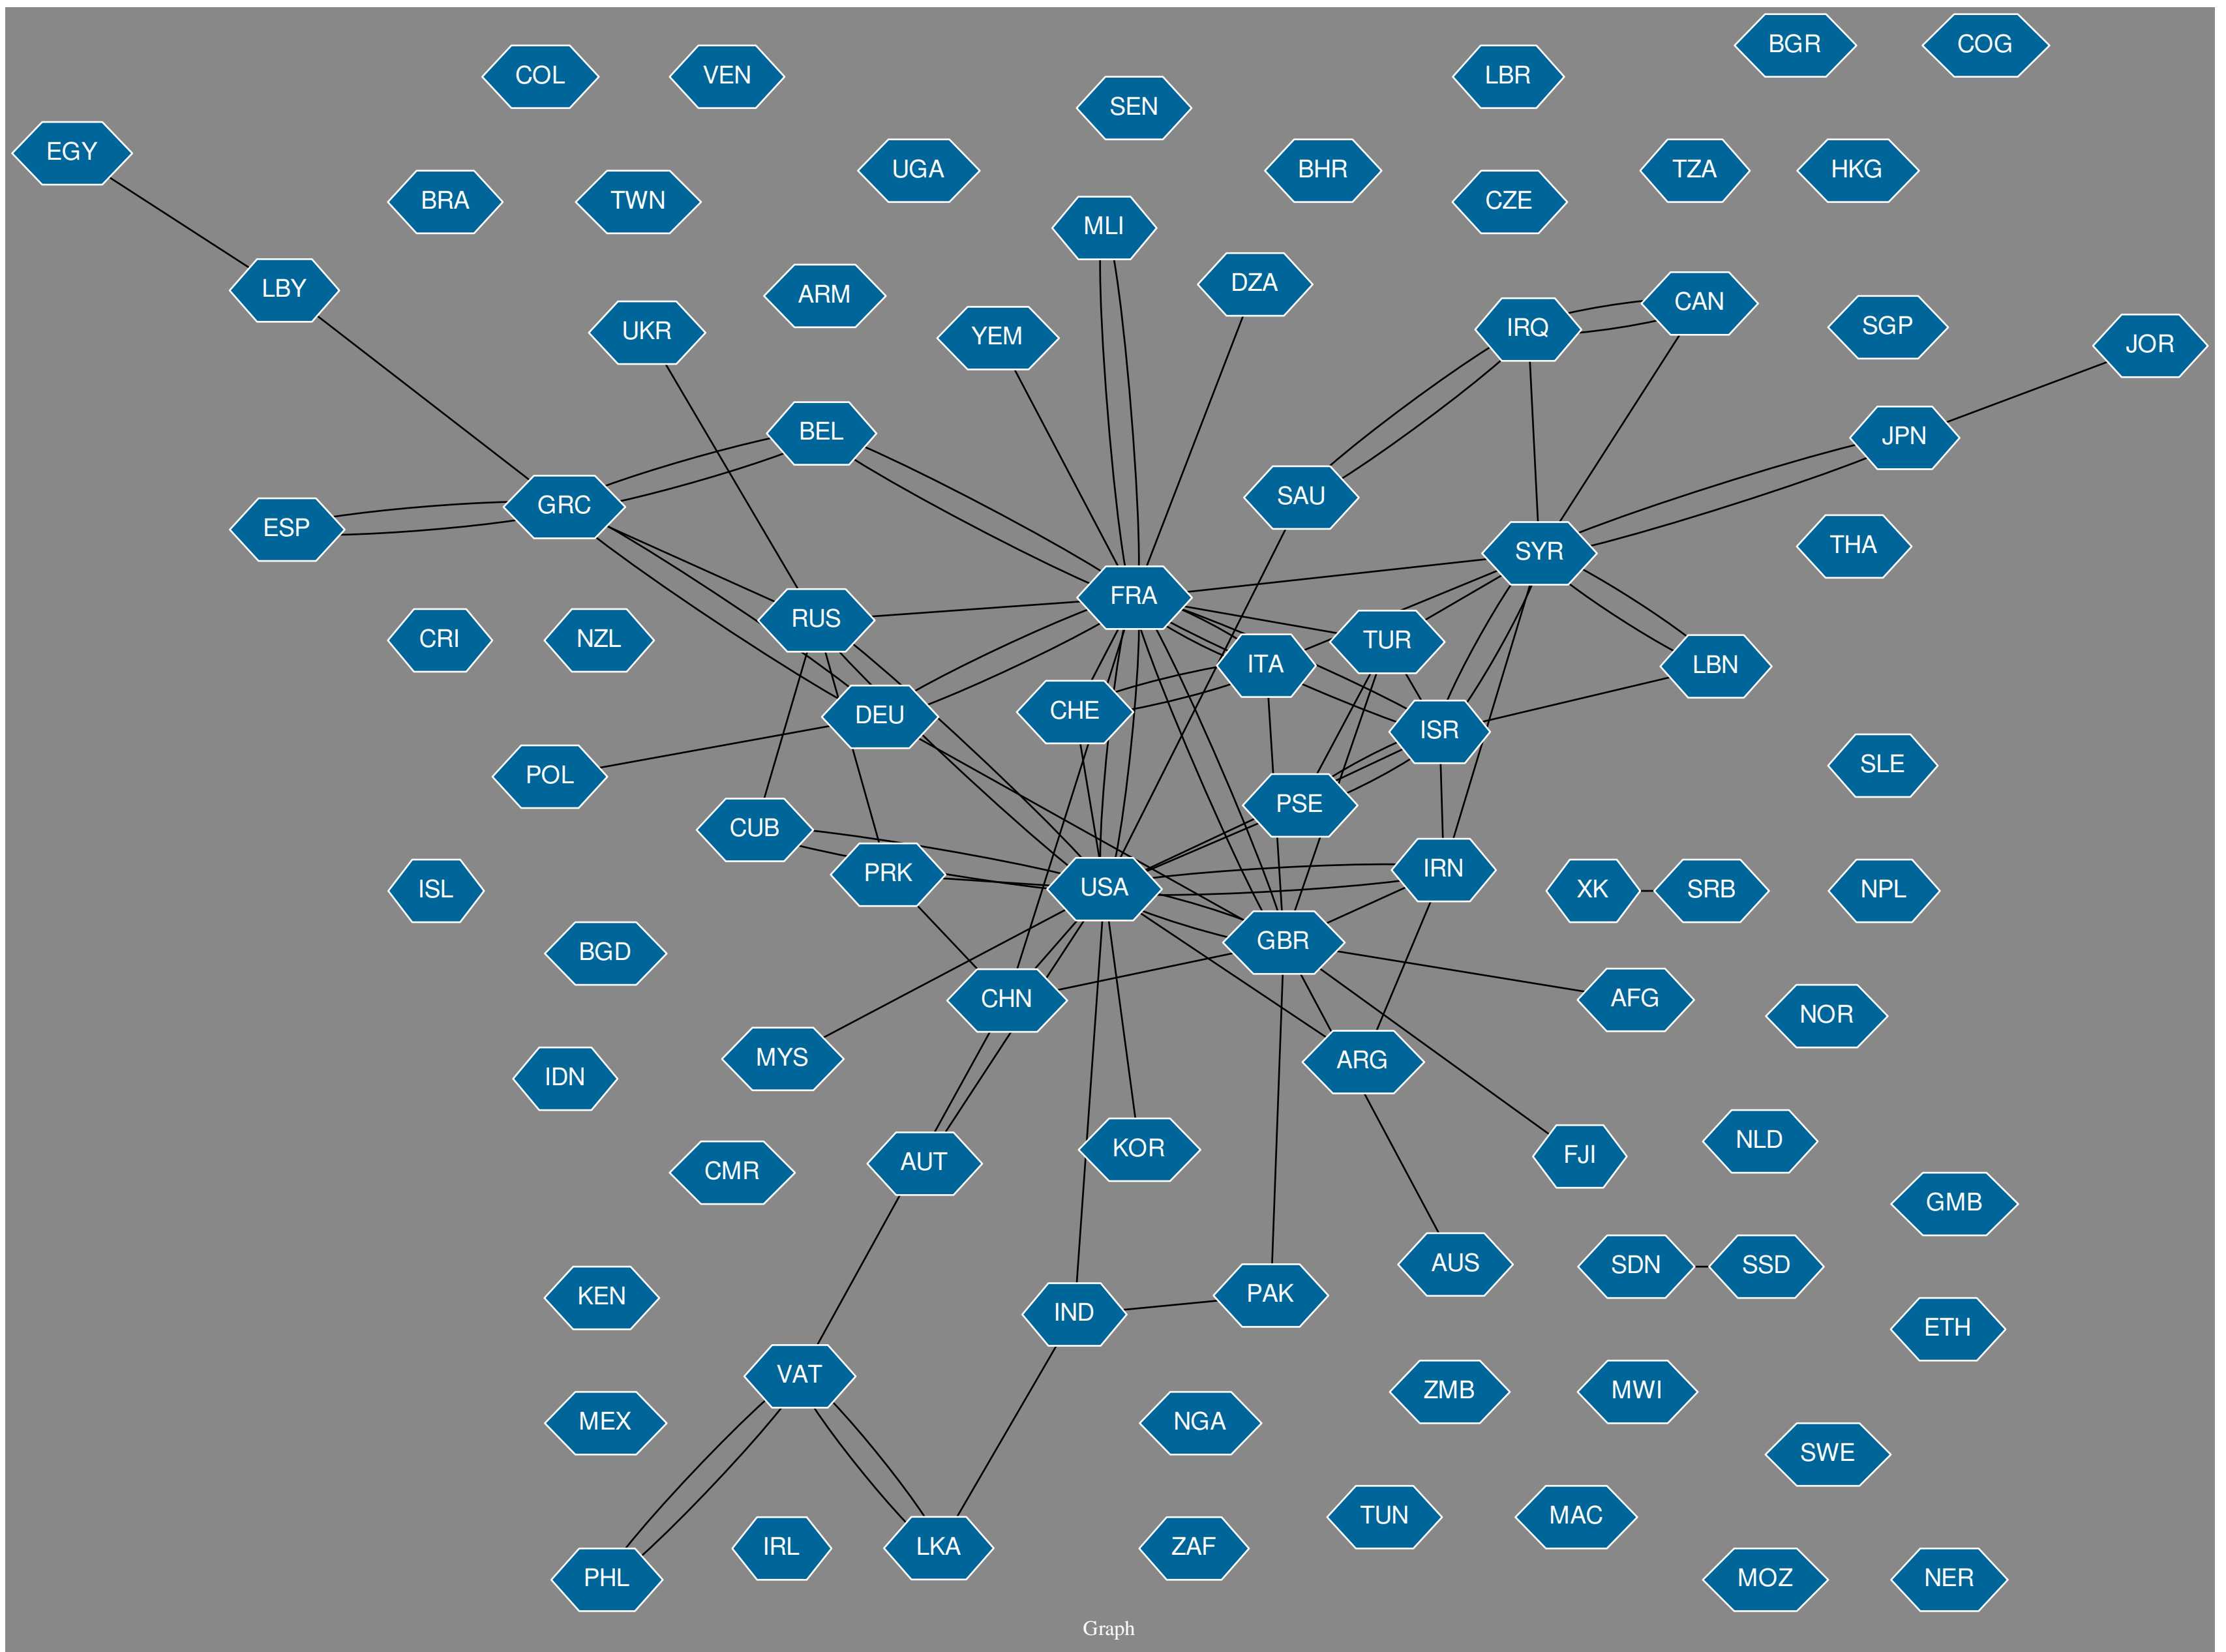 BGR
COG
COL
VEN
LBR
SEN
EGY
UGA
BHR
TZA
HKG
BRA
TWN
CZE
MLI
DZA
LBY
ARM
CAN
UKR
YEM
IRQ
SGP
JOR
BEL
JPN
GRC
SAU
ESP
SYR
THA
FRA
RUS
CRI
NZL
TUR
ITA
LBN
DEU
CHE
ISR
POL
SLE
PSE
CUB
PRK
IRN
USA
ISL
XK
SRB
NPL
GBR
BGD
CHN
AFG
NOR
MYS
ARG
IDN
NLD
KOR
FJI
AUT
CMR
GMB
AUS
SDN
SSD
KEN
PAK
IND
ETH
VAT
ZMB
MWI
MEX
NGA
SWE
TUN
MAC
IRL
LKA
ZAF
PHL
MOZ
NER
Graph